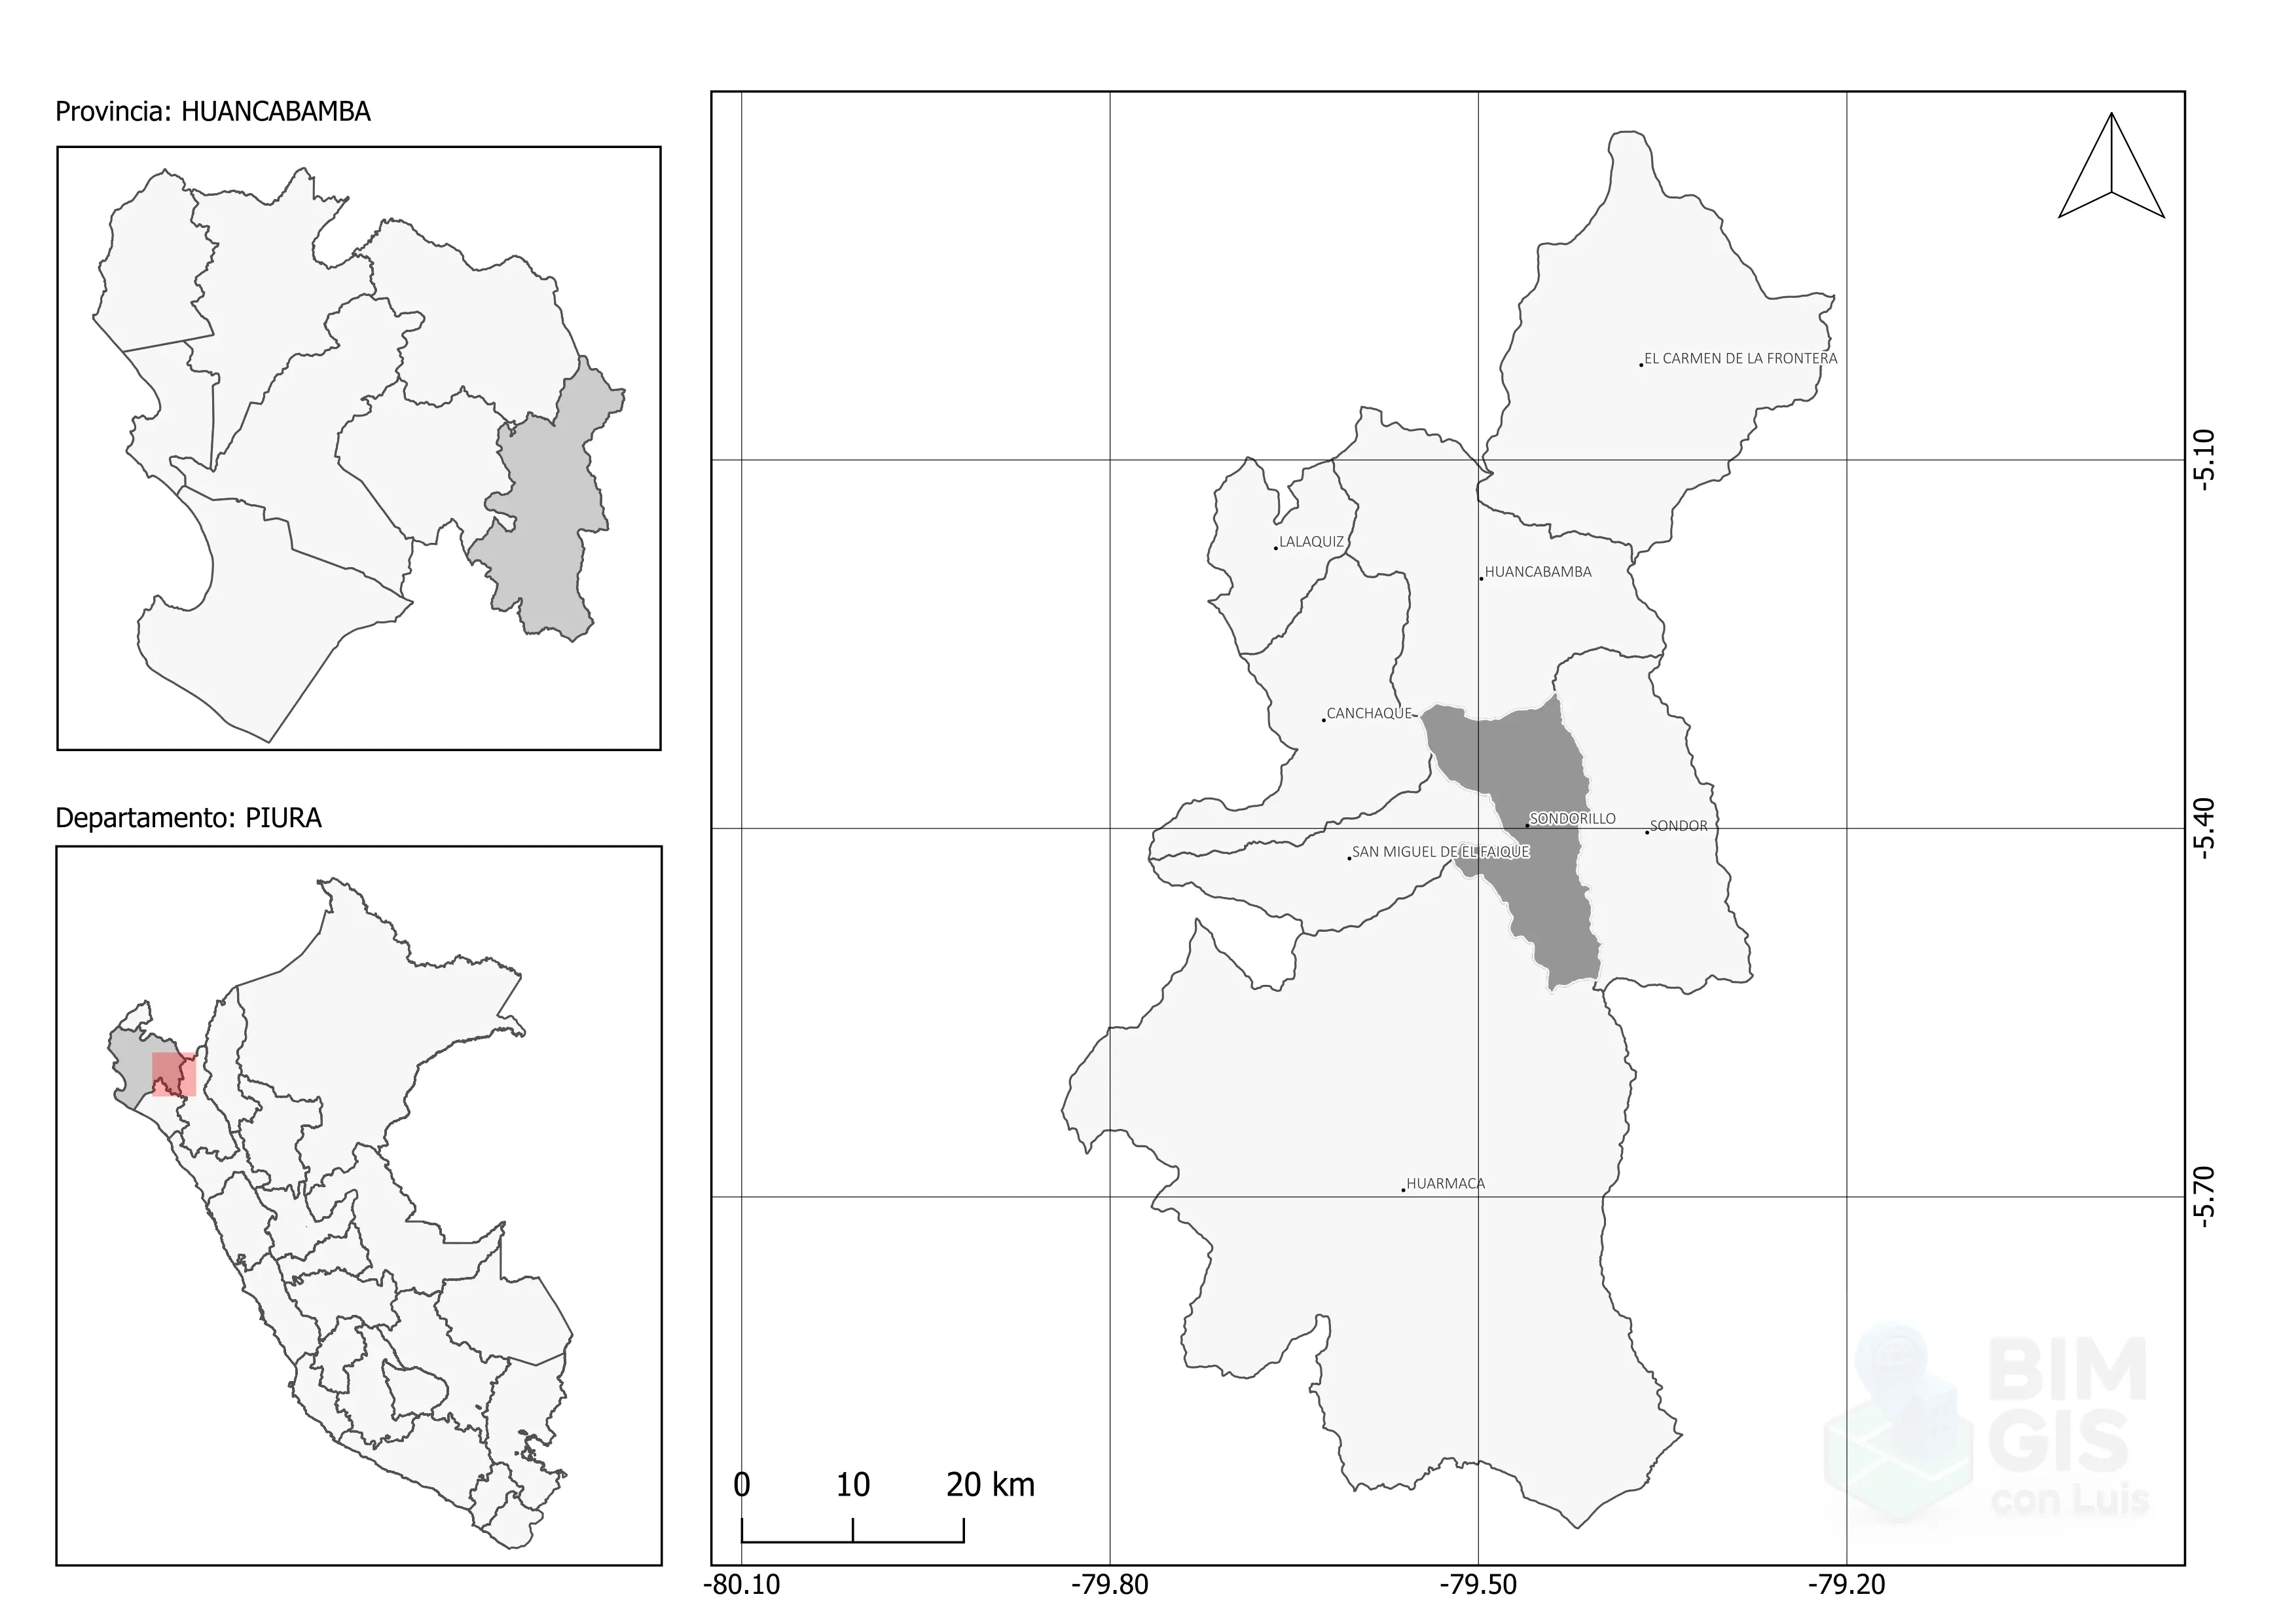 Provincia: HUANCABAMBA
Departamento: PIURA
EL CARMEN DE LA FRONTERA
LALAQUIZ
HUANCABAMBA
CANCHAQUE
SONDORILLO
SONDOR
SAN MIGUEL DE EL FAIQUE
HUARMACA
-5.10
-5.40
-5.70
0 10 20 km
-80.10 -79.80 -79.50 -79.20
BIM
GIS
con Luis